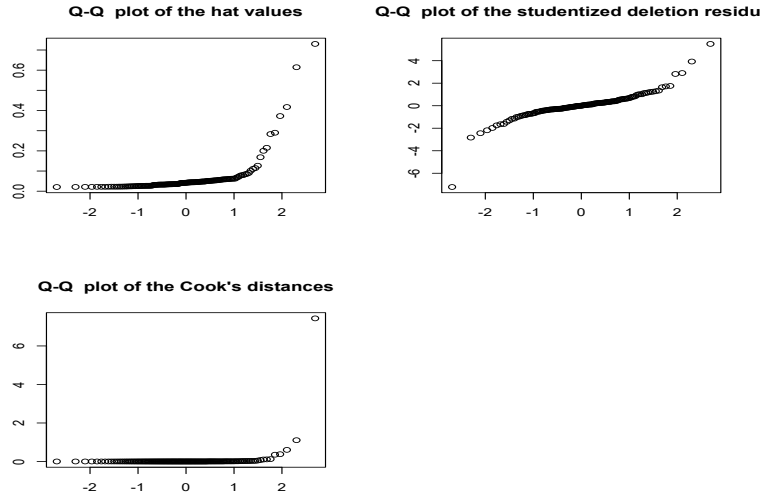 Q-Q plot of the hat values
0.6
0.4
0.2
0.0
-2 -1 0 1 2
Q-Q plot of the studentized deletion residu
4
2
0
-2
-4
-6
-2 -1 0 1 2
Q-Q plot of the Cook's distances
6
4
2
0
-2 -1 0 1 2